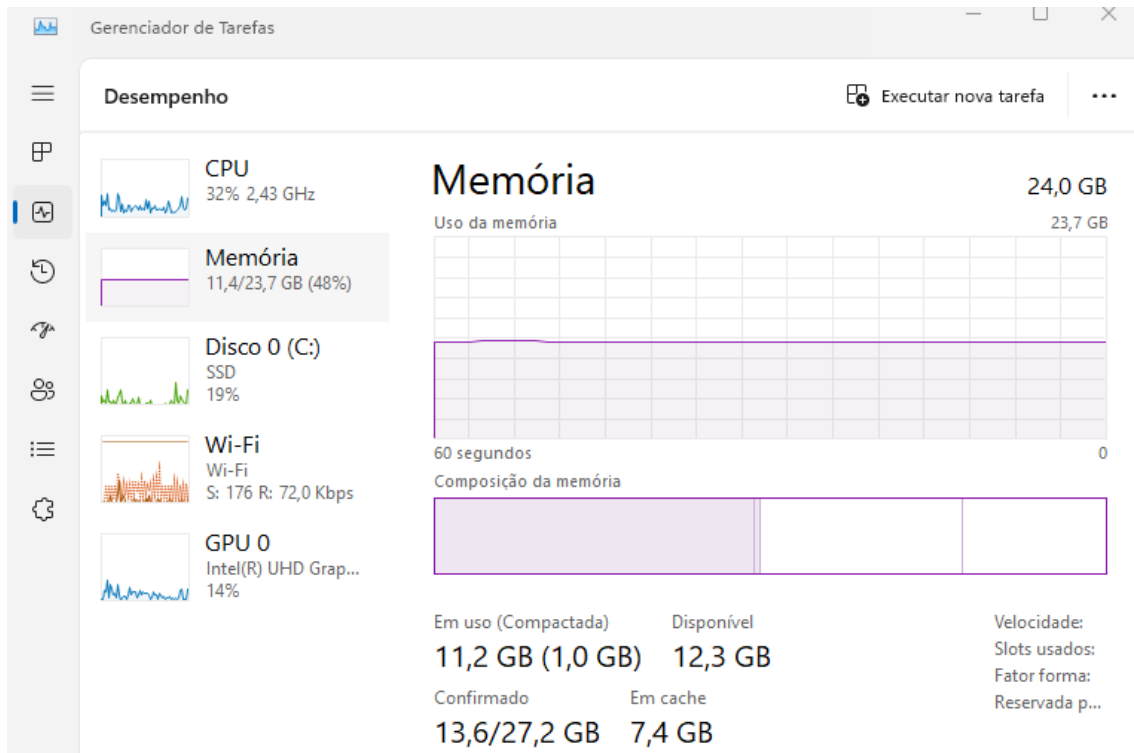 Gerenciador de Tarefas
Desempenho
Executar nova tarefa
CPU
32% 2,43 GHz
Memória
11,4/23,7 GB (48%)
Disco 0 (C:)
SSD
19%
Wi-Fi
Wi-Fi
S: 176 R: 72,0 Kbps
GPU 0
Intel(R) UHD Grap...
14%
Memória
24,0 GB
Uso da memória
23,7 GB
60 segundos
0
Composição da memória
Em uso (Compactada)
Disponível
11,2 GB (1,0 GB)
12,3 GB
Confirmado
Em cache
13,6/27,2 GB
7,4 GB
Velocidade:
Slots usados:
Fator forma:
Reservada p...